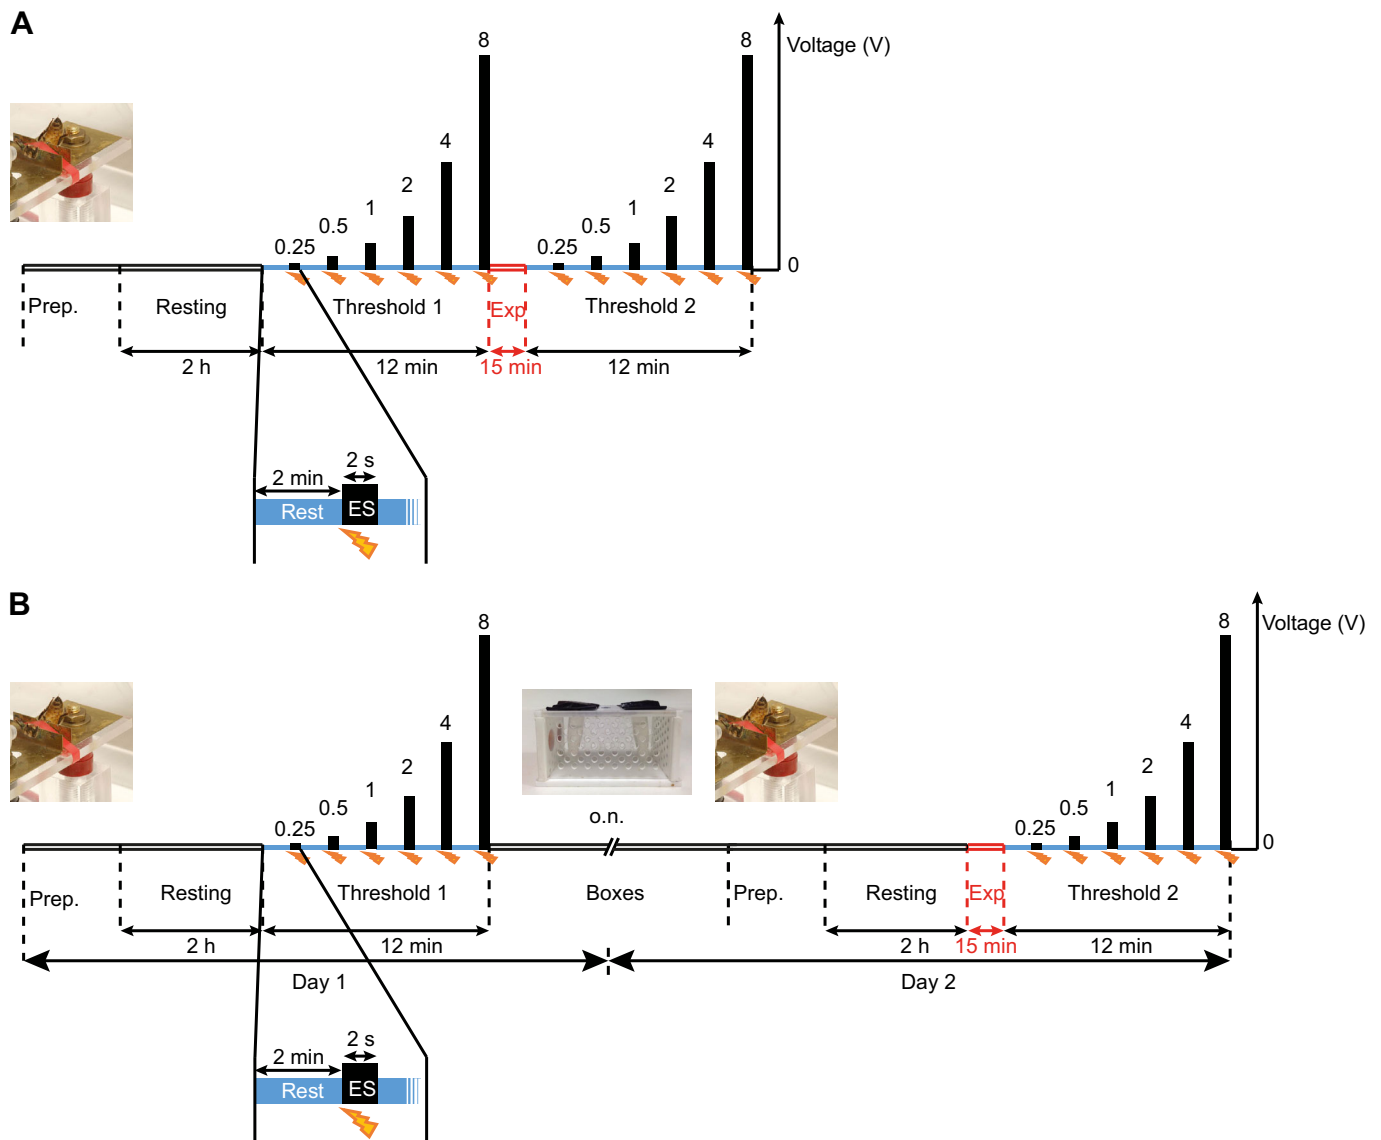 A
Voltage (V)
8
8
4
4
2
2
1
1
0.5
0.5
0.25
0.25
0
Prep.
Resting
Threshold 1
Exp
Threshold 2
2 h
12 min
15 min
12 min
2 s
2 min
Rest
ES
B
Voltage (V)
8
8
4
4
2
2
1
1
0.5
0.5
0.25
0.25
o.n.
0
Prep.
Resting
Threshold 1
Boxes
Prep.
Resting
Exp
Threshold 2
2 h
12 min
2 h
15 min
12 min
Day 1
Day 2
2 s
2 min
Rest
ES